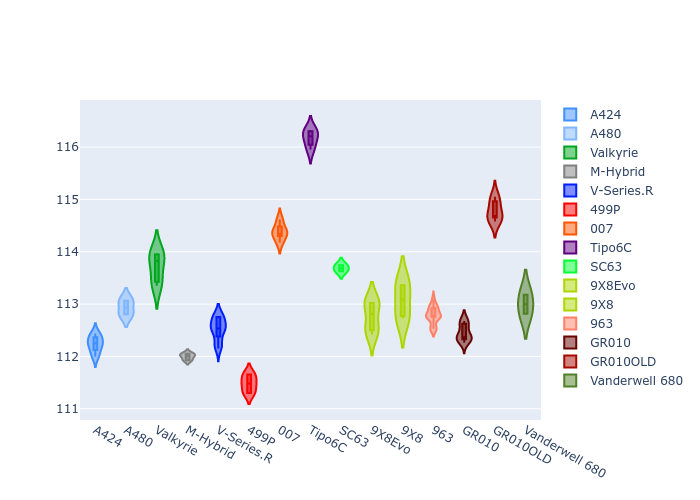 116
115
114
113
112
111
A424
A480
Valkyrie
M-Hybrid
V-Series.R
499P
007
Tipo6C
SC63
9X8Evo
9X8
963
GR010
GR010OLD
Vanderwell 680
A424
A480
Valkyrie
M-Hybrid
V-Series.R
499P
007
Tipo6C
SC63
9X8Evo
9X8
963
GR010
GR010OLD
Vanderwell 680